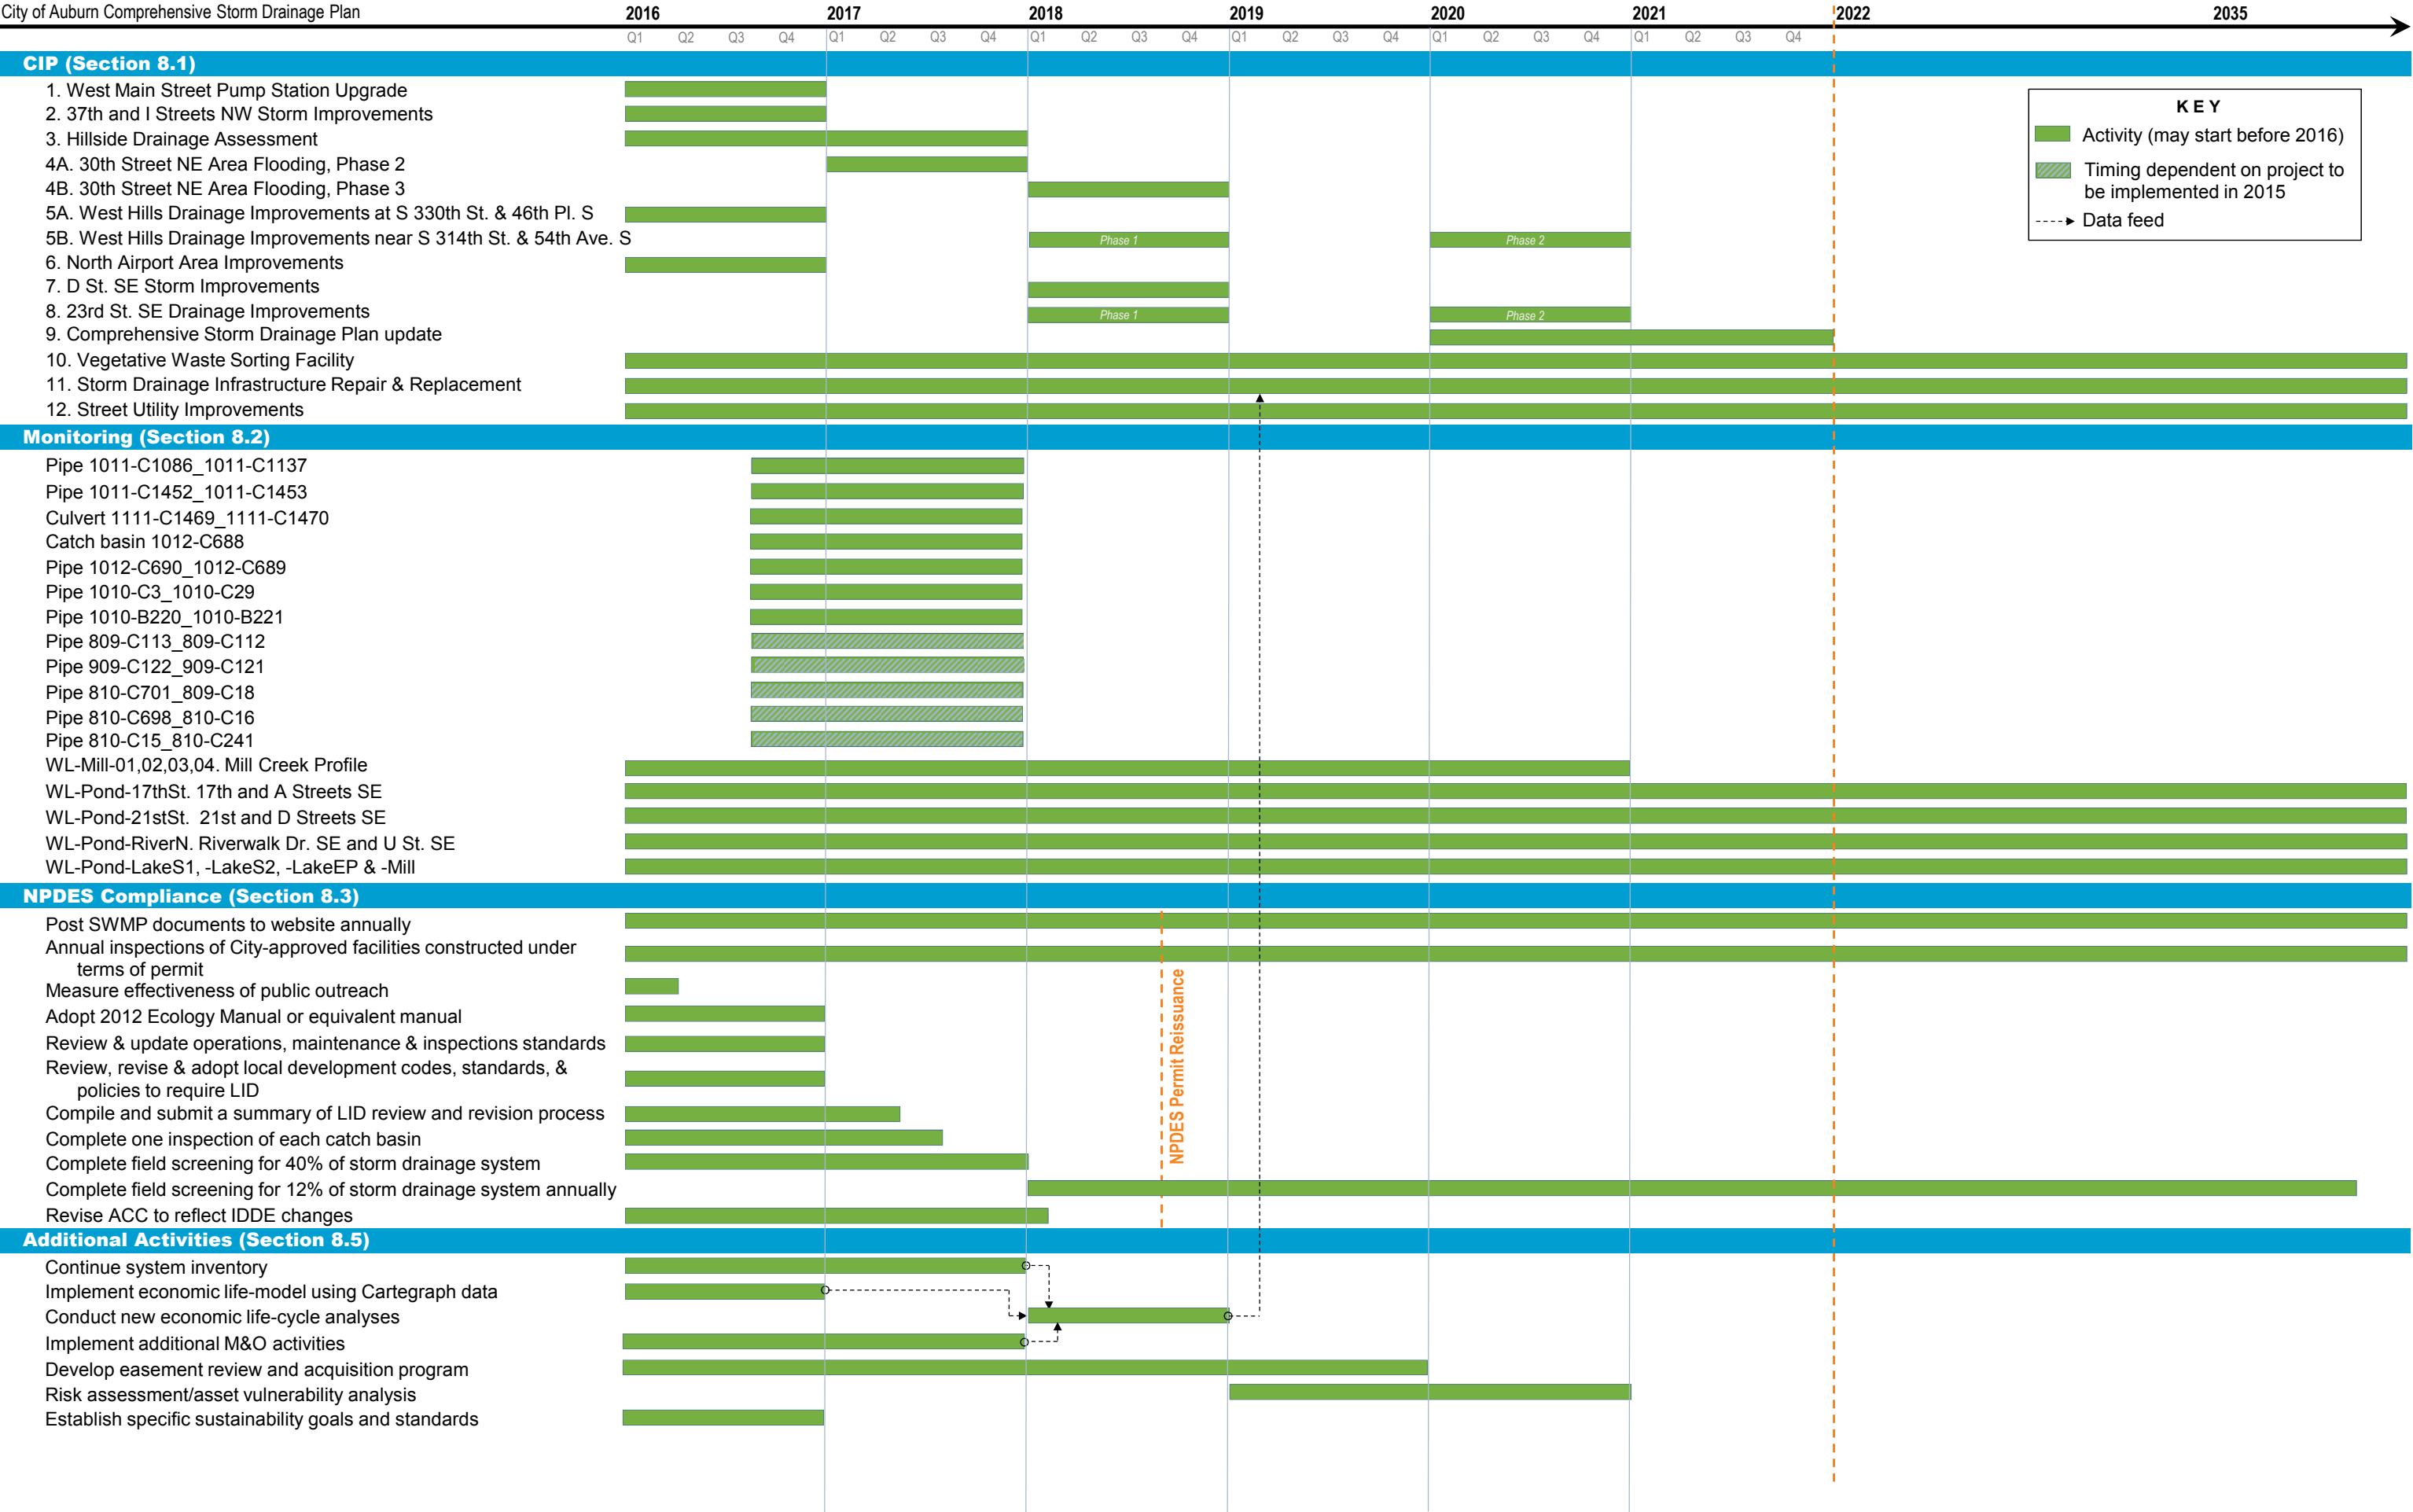 City of Auburn Comprehensive Storm Drainage Plan
2016 2017 2018 2019 2020 2021 2022 2035
Q1 Q2 Q3 Q4 Q1 Q2 Q3 Q4 Q1 Q2 Q3 Q4 Q1 Q2 Q3 Q4 Q1 Q2 Q3 Q4 Q1 Q2 Q3 Q4
CIP (Section 8.1)
1. West Main Street Pump Station Upgrade
2. 37th and I Streets NW Storm Improvements
3. Hillside Drainage Assessment
4A. 30th Street NE Area Flooding, Phase 2
4B. 30th Street NE Area Flooding, Phase 3
5A. West Hills Drainage Improvements at S 330th St. & 46th Pl. S
5B. West Hills Drainage Improvements near S 314th St. & 54th Ave. S
Phase 1
Phase 2
6. North Airport Area Improvements
7. D St. SE Storm Improvements
8. 23rd St. SE Drainage Improvements
Phase 1
Phase 2
9. Comprehensive Storm Drainage Plan update
10. Vegetative Waste Sorting Facility
11. Storm Drainage Infrastructure Repair & Replacement
12. Street Utility Improvements
KEY
Activity (may start before 2016)
Timing dependent on project to
be implemented in 2015
Data feed
Monitoring (Section 8.2)
Pipe 1011-C1086_1011-C1137
Pipe 1011-C1452_1011-C1453
Culvert 1111-C1469_1111-C1470
Catch basin 1012-C688
Pipe 1012-C690_1012-C689
Pipe 1010-C3_1010-C29
Pipe 1010-B220_1010-B221
Pipe 809-C113_809-C112
Pipe 909-C122_909-C121
Pipe 810-C701_809-C18
Pipe 810-C698_810-C16
Pipe 810-C15_810-C241
WL-Mill-01,02,03,04. Mill Creek Profile
WL-Pond-17thSt. 17th and A Streets SE
WL-Pond-21stSt. 21st and D Streets SE
WL-Pond-RiverN. Riverwalk Dr. SE and U St. SE
WL-Pond-LakeS1, -LakeS2, -LakeEP & -Mill
NPDES Compliance (Section 8.3)
Post SWMP documents to website annually
Annual inspections of City-approved facilities constructed under
terms of permit
Measure effectiveness of public outreach
Adopt 2012 Ecology Manual or equivalent manual
Review & update operations, maintenance & inspections standards
Review, revise & adopt local development codes, standards, &
policies to require LID
Compile and submit a summary of LID review and revision process
Complete one inspection of each catch basin
Complete field screening for 40% of storm drainage system
Complete field screening for 12% of storm drainage system annually
Revise ACC to reflect IDDE changes
NPDES Permit Reissuance
Additional Activities (Section 8.5)
Continue system inventory
Implement economic life-model using Cartegraph data
Conduct new economic life-cycle analyses
Implement additional M&O activities
Develop easement review and acquisition program
Risk assessment/asset vulnerability analysis
Establish specific sustainability goals and standards